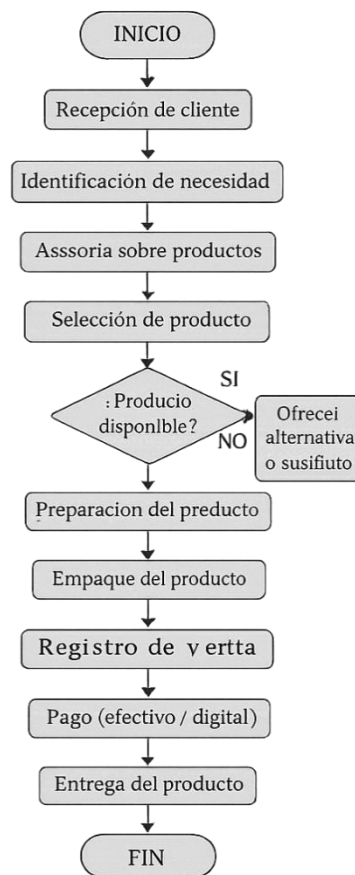 INICIO
Recepción de cliente
Identificación de necesidad
Asssoria sobre productos
Selección de producto
SI
:Producio
disponlble?
NO
Ofrecei
alternativa
o susifiuto
Preparacion del preducto
Empaque del producto
Registro de vertta
Pago (efectivo / digital)
Entrega del producto
FIN